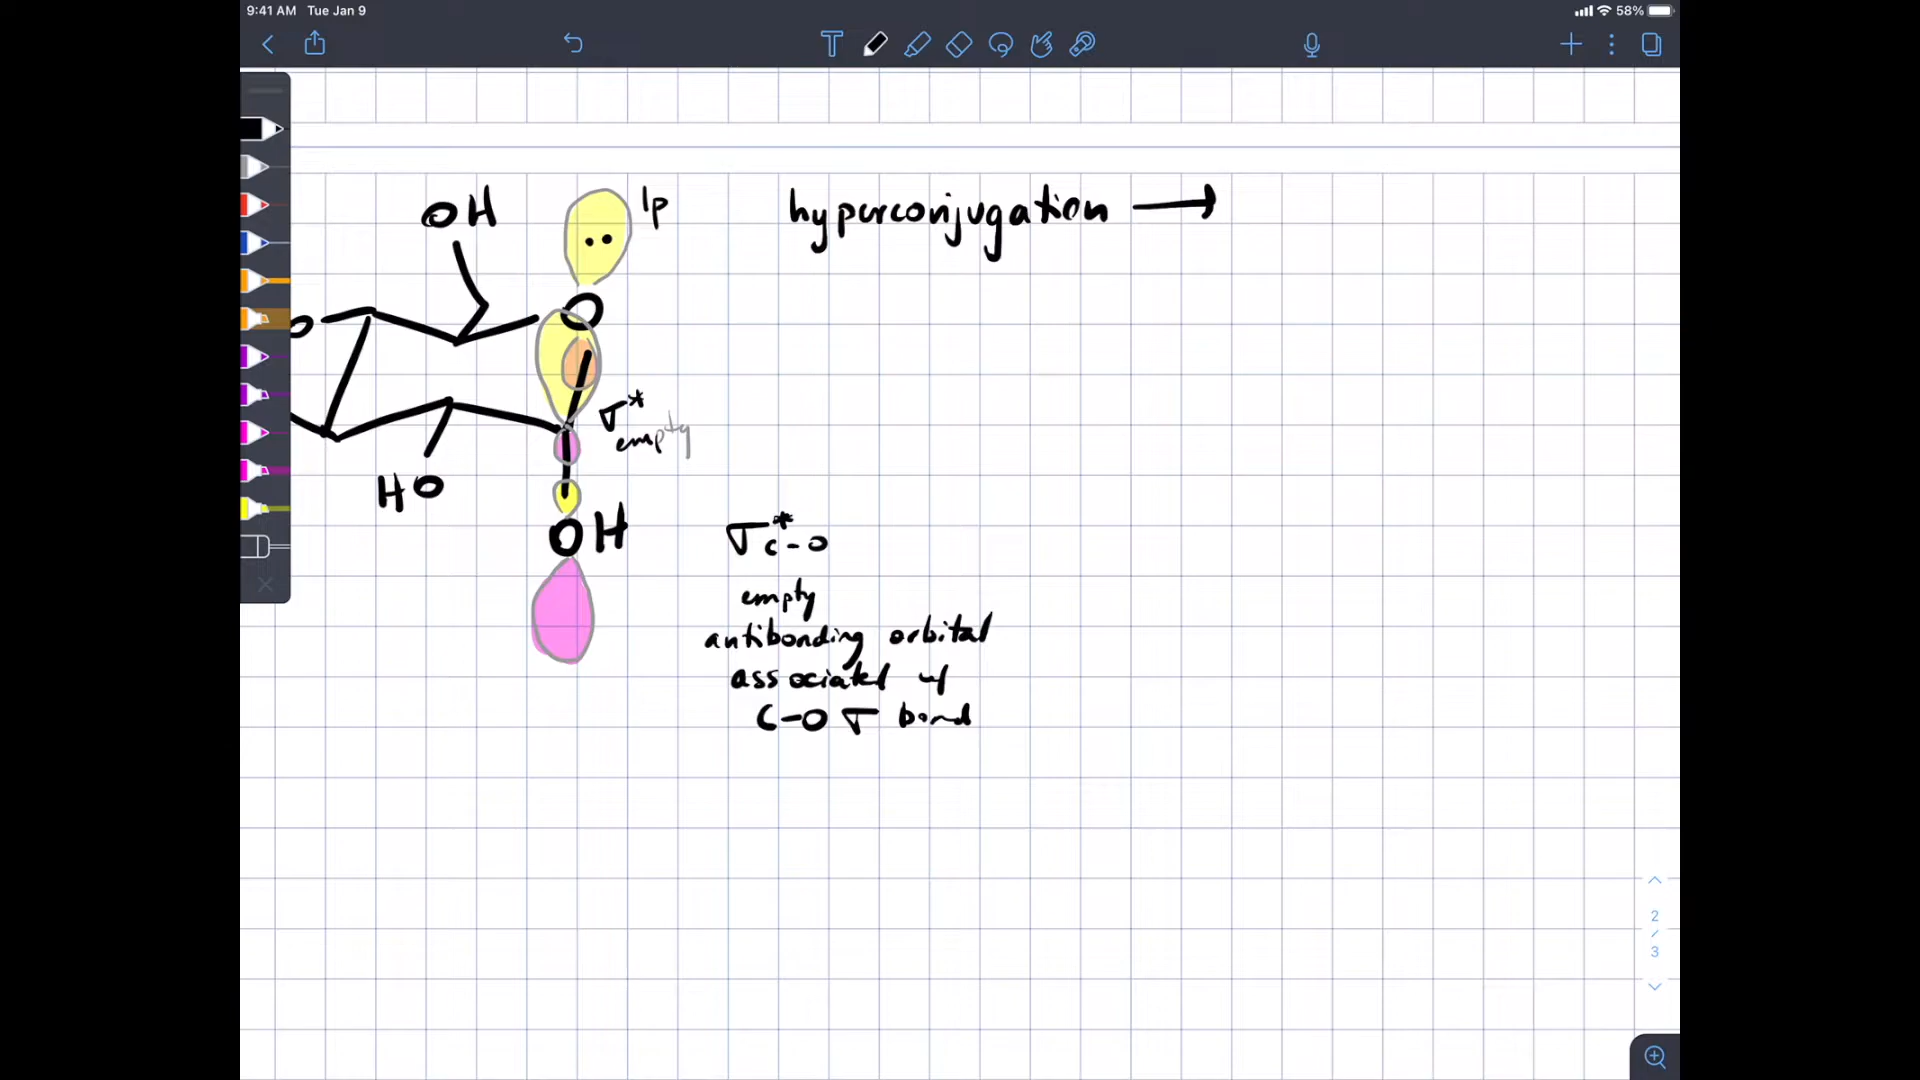 9:41 AM Tue Jan 9
58%
OH
lp
hyperconjugation →
O
O
σ*
empty
HO
OH
σ* C-O
empty
antibonding orbital
associated w/
C-O σ bond
2
/
3